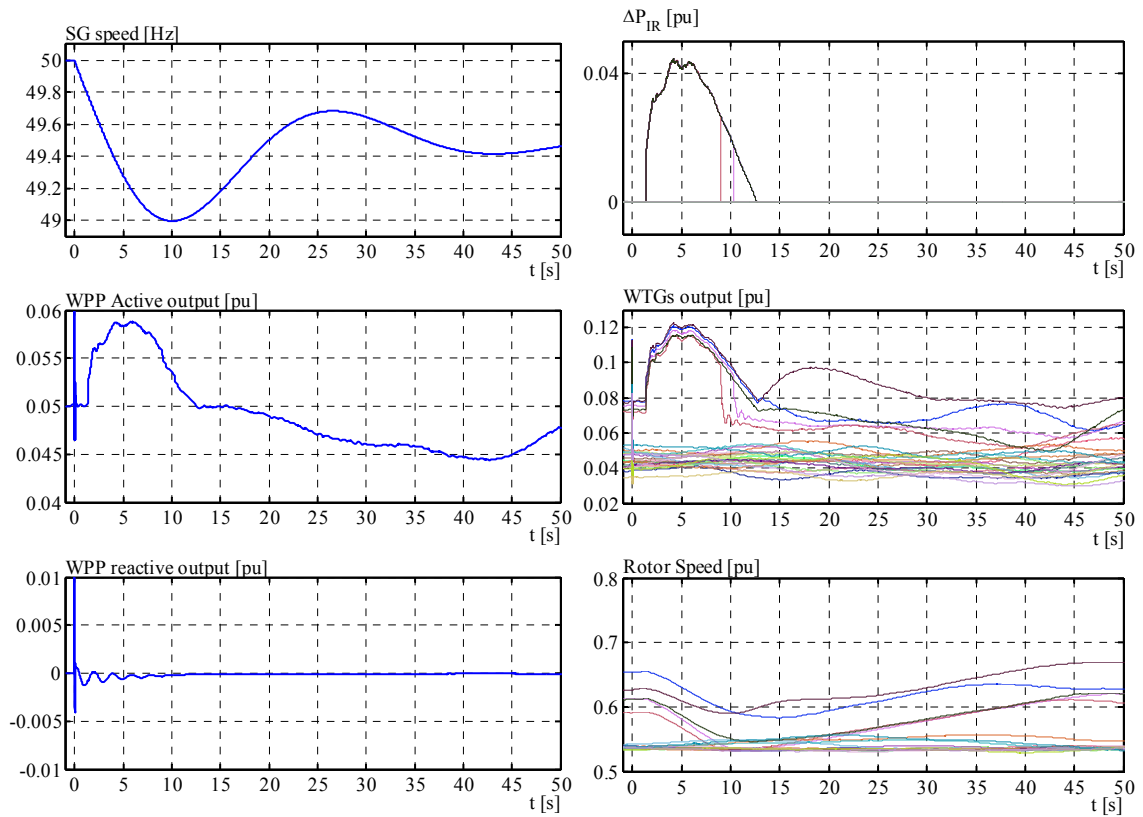 SG speed [Hz]
50
49.8
49.6
49.4
49.2
49
0 5 10 15 20 25 30 35 40 45 50
t [s]
ΔP_IR [pu]
0.04
0
0 5 10 15 20 25 30 35 40 45 50
t [s]
WPP Active output [pu]
0.06
0.055
0.05
0.045
0.04
0 5 10 15 20 25 30 35 40 45 50
t [s]
WTGs output [pu]
0.12
0.10
0.08
0.06
0.04
0.02
0 5 10 15 20 25 30 35 40 45 50
t [s]
WPP reactive output [pu]
0.01
0.005
0
-0.005
-0.01
0 5 10 15 20 25 30 35 40 45 50
t [s]
Rotor Speed [pu]
0.8
0.7
0.6
0.5
0 5 10 15 20 25 30 35 40 45 50
t [s]